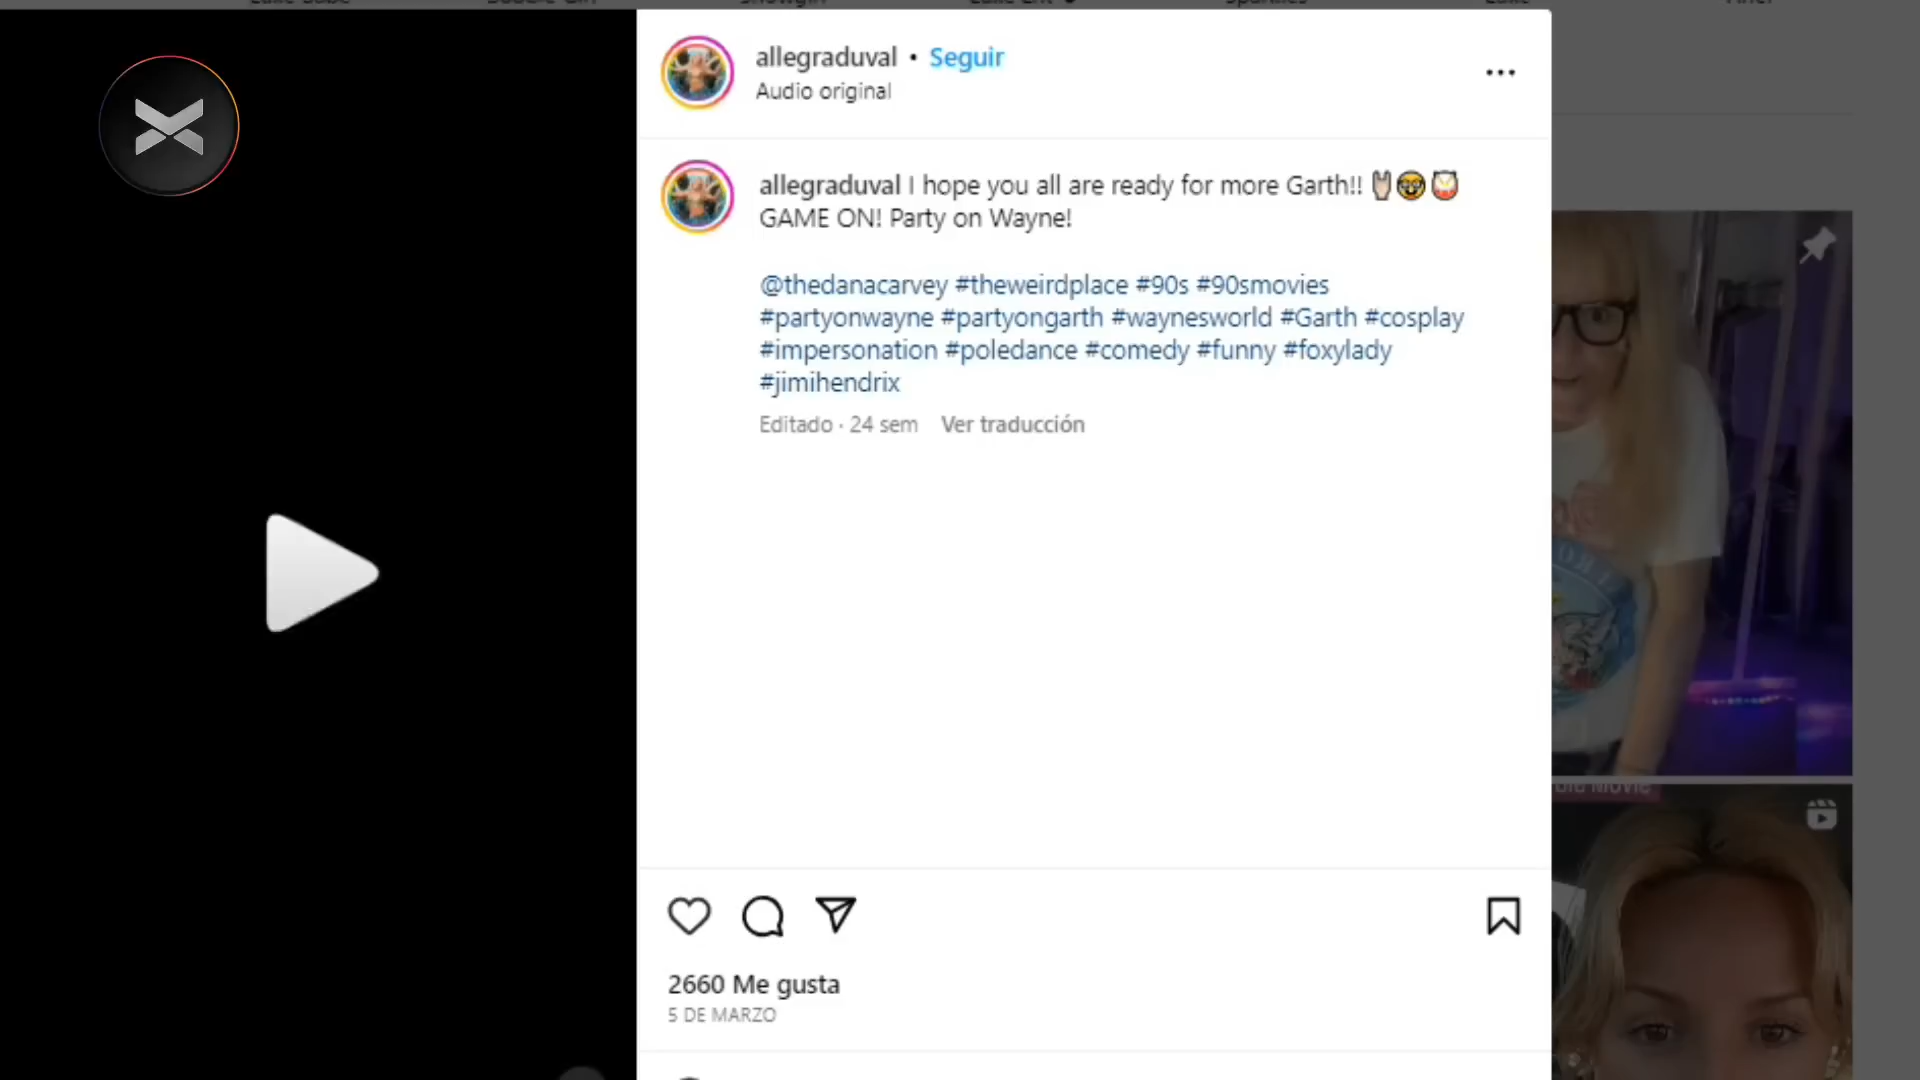 allegraduval • Seguir
Audio original
allegraduval I hope you all are ready for more Garth!! 🤘🤓🥁
GAME ON! Party on Wayne!
@thedanacarvey #theweirdplace #90s #90smovies
#partyonwayne #partyongarth #waynesworld #Garth #cosplay
#impersonation #poledance #comedy #funny #foxylady
#jimihendrix
Editado · 24 sem Ver traducción
2660 Me gusta
5 DE MARZO